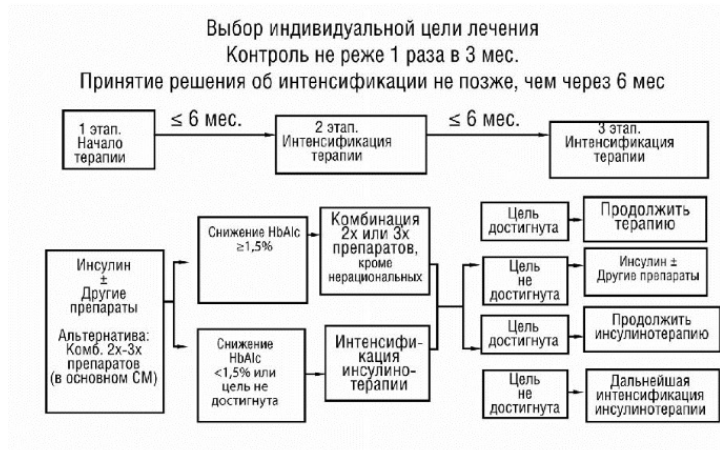 Выбор индивидуальной цели лечения
Контроль не реже 1 раза в 3 мес.
Принятие решения об интенсификации не позже, чем через 6 мес
1 этап.
Начало
терапии
≤ 6 мес.
2 этап.
Интенсификация
терапии
≤ 6 мес.
3 этап.
Интенсификация
терапии
Инсулин
±
Другие
препараты
Альтернатива:
Комб. 2х-3х
препаратов
(в основном СМ)
Снижение HbAlc
≥1,5%
Комбинация
2х или 3х
препаратов,
кроме
нерациональных
Снижение
HbAlc
<1,5% или
цель не
достигнута
Интенсифи-
кация
инсулино-
терапии
Цель
достигнута
Продолжить
терапию
Цель
не
достигнута
Инсулин ±
Другие препараты
Цель
достигнута
Продолжить
инсулинотерапию
Цель
не
достигнута
Дальнейшая
интенсификация
инсулинотерапии